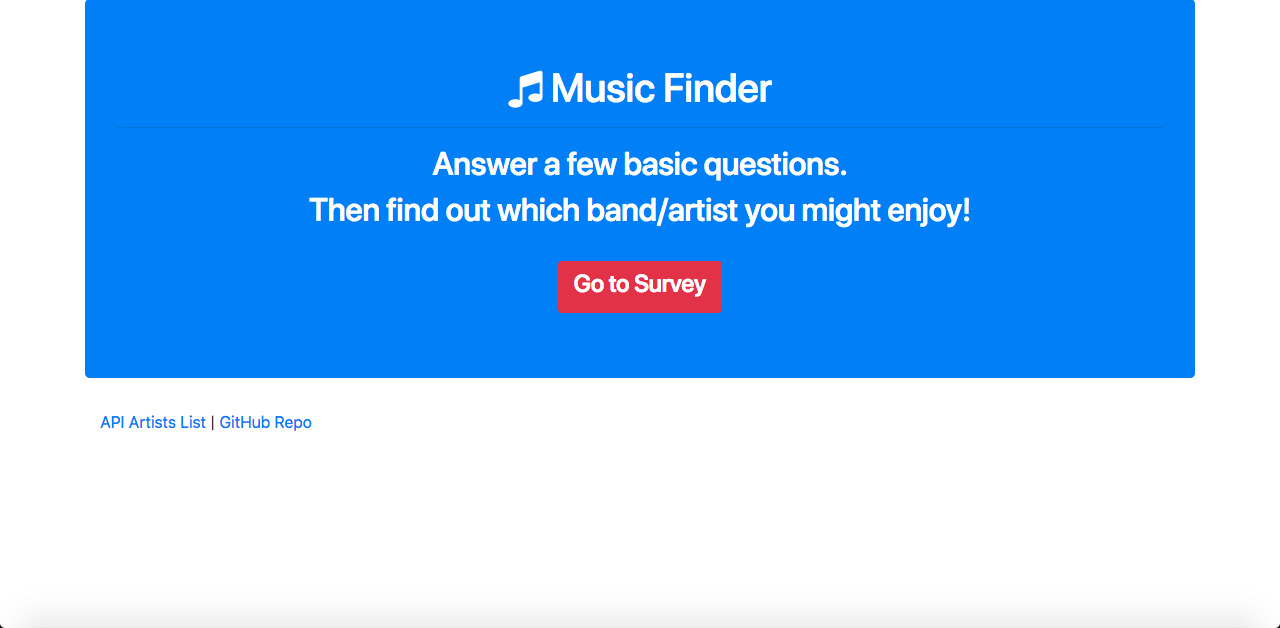 Music Finder
Answer a few basic questions.
Then find out which band/artist you might enjoy!
Go to Survey
API Artists List | GitHub Repo